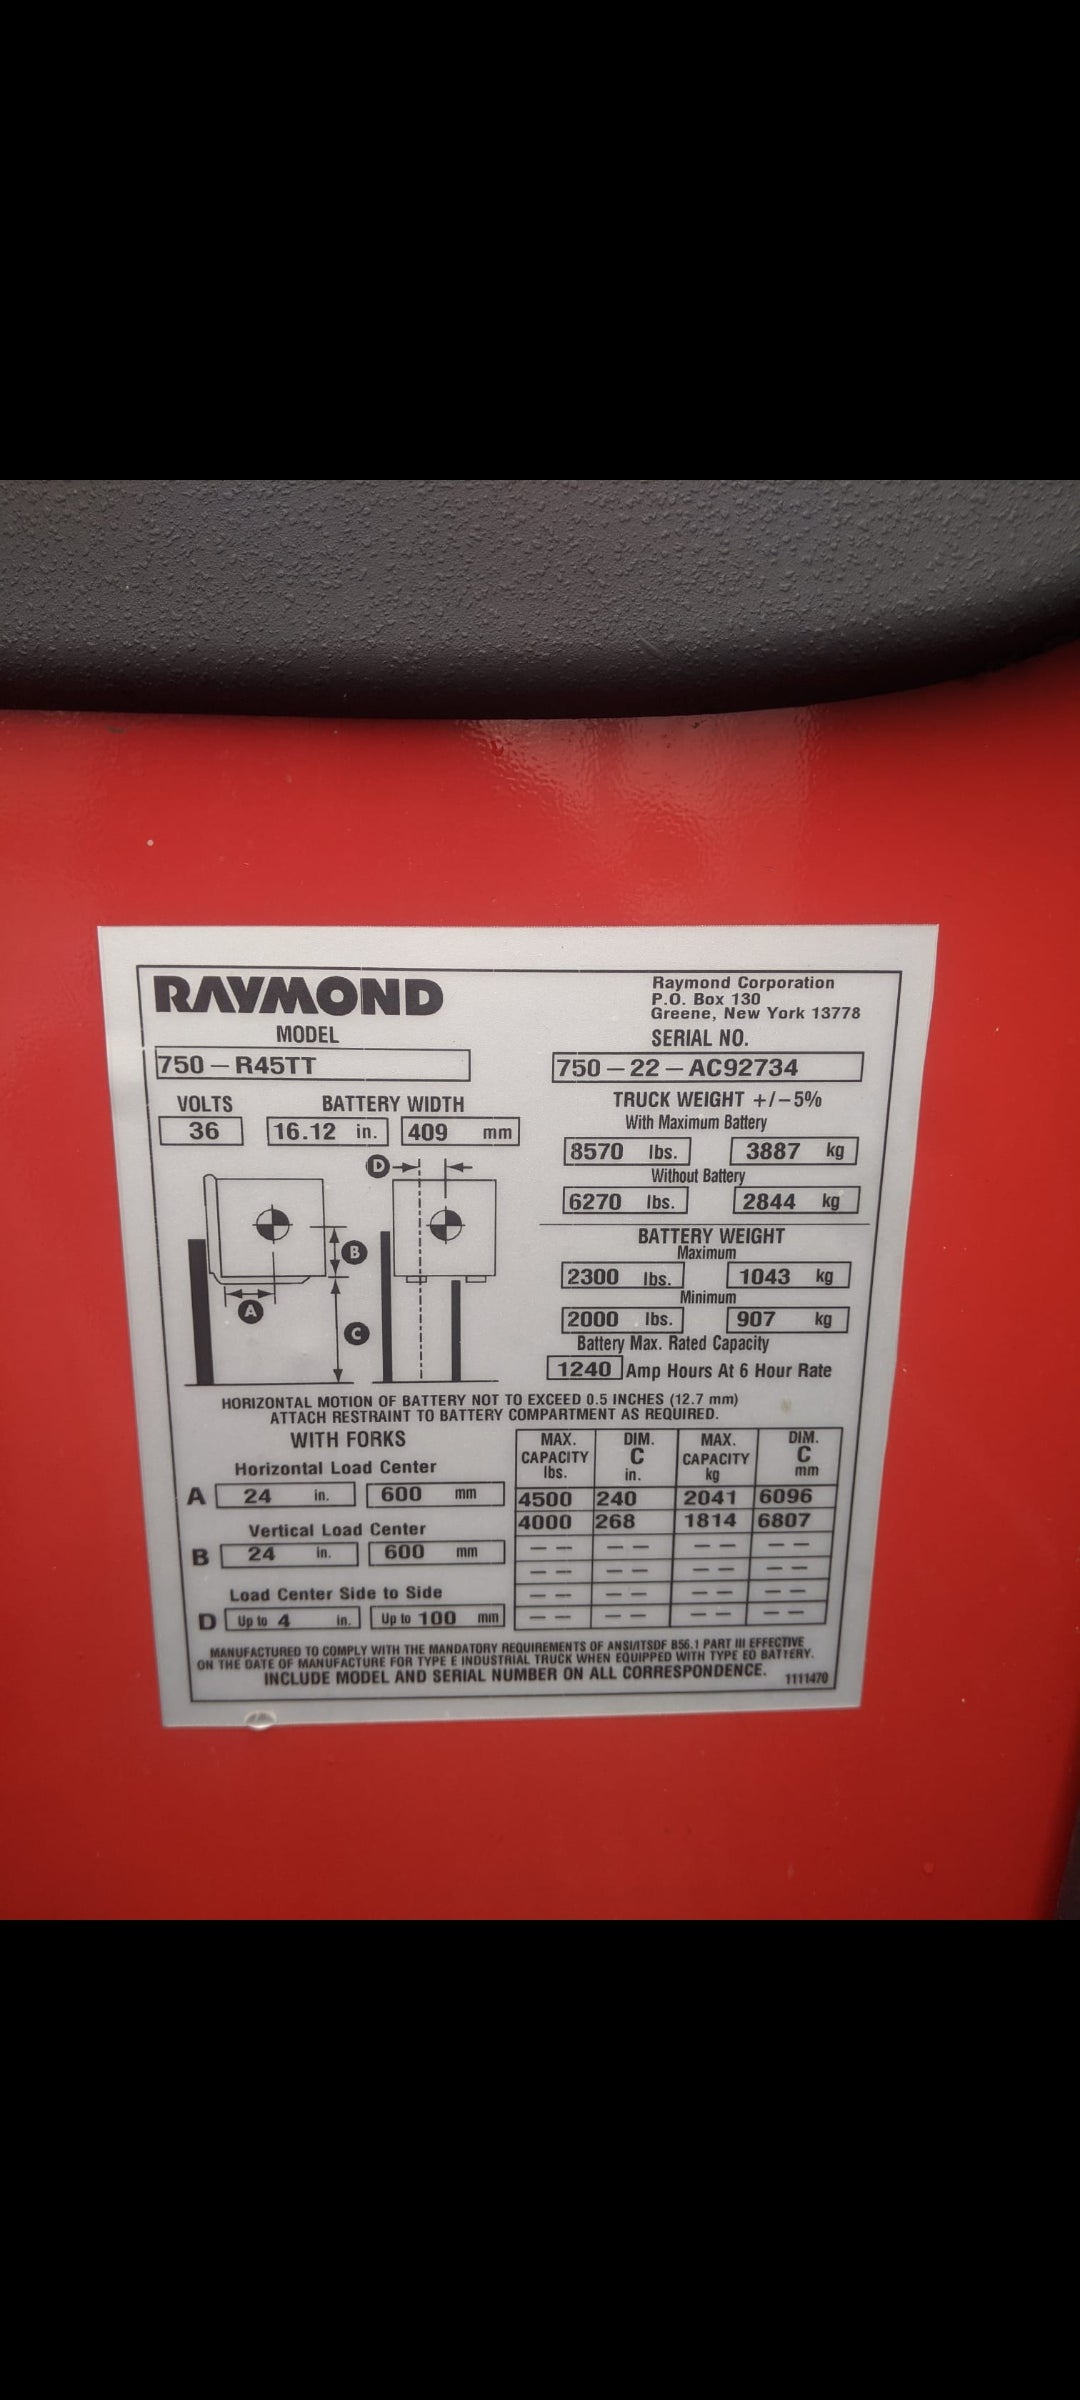 RAYMOND
Raymond Corporation
P.O. Box 130
Greene, New York 13778
MODEL
SERIAL NO.
750-R45TT
750-22-AC92734
VOLTS
BATTERY WIDTH
TRUCK WEIGHT +/-5%
With Maximum Battery
36
16.12 in.
409 mm
8570 lbs.
3887 kg
Without Battery
6270 lbs.
2844 kg
D
B
A
C
BATTERY WEIGHT
Maximum
2300 lbs.
1043 kg
Minimum
2000 lbs.
907 kg
Battery Max. Rated Capacity
1240 Amp Hours At 6 Hour Rate
HORIZONTAL MOTION OF BATTERY NOT TO EXCEED 0.5 INCHES (12.7 mm)
ATTACH RESTRAINT TO BATTERY COMPARTMENT AS REQUIRED.
WITH FORKS
Horizontal Load Center
A 24 in. 600 mm
Vertical Load Center
B 24 in. 600 mm
Load Center Side to Side
D Up to 4 in. Up to 100 mm
MAX. CAPACITY lbs. DIM. C in. MAX. CAPACITY kg DIM. C mm
4500 240 2041 6096
4000 268 1814 6807
-- -- -- --
-- -- -- --
-- -- -- --
-- -- -- --
MANUFACTURED TO COMPLY WITH THE MANDATORY REQUIREMENTS OF ANSI/ITSDF B56.1 PART III EFFECTIVE
ON THE DATE OF MANUFACTURE FOR TYPE E INDUSTRIAL TRUCK WHEN EQUIPPED WITH TYPE EO BATTERY.
INCLUDE MODEL AND SERIAL NUMBER ON ALL CORRESPONDENCE.
1111470